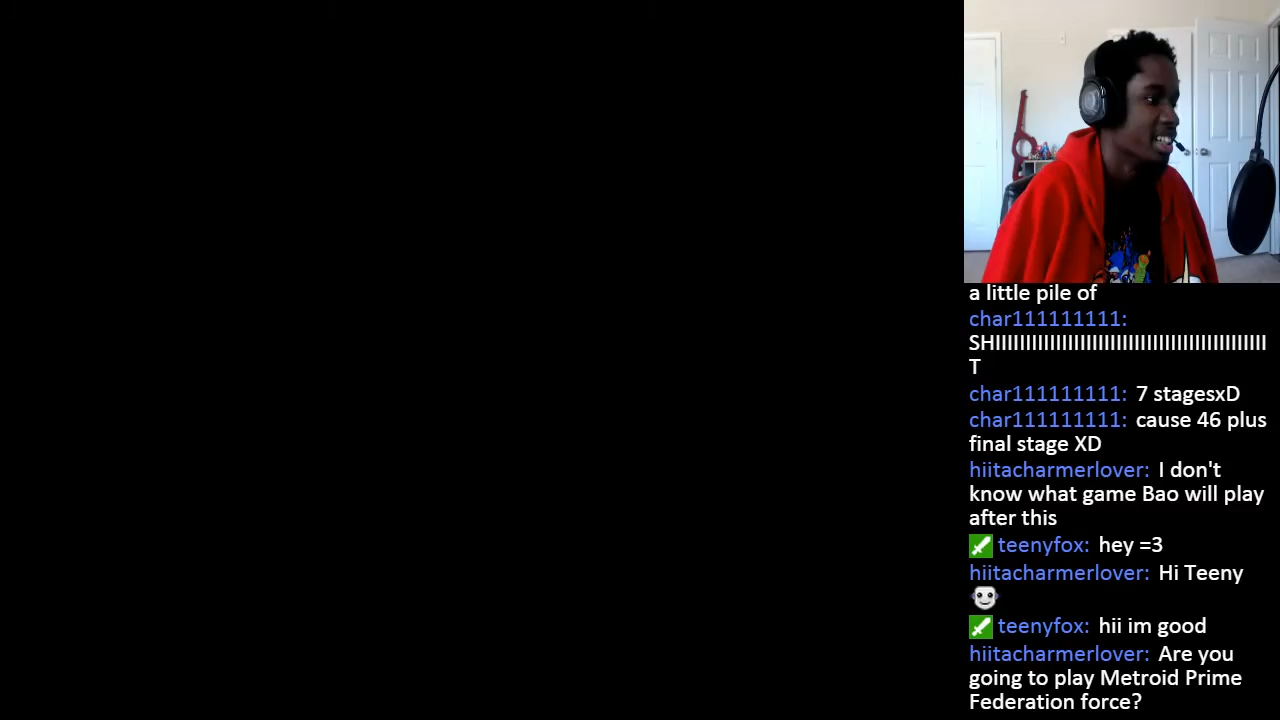 a little pile of
char111111111:
SHIIIIIIIIIIIIIIIIIIIIIIIIIIIIIIIIIIIIIIIIIIIII
T
char111111111: 7 stagesxD
char111111111: cause 46 plus
final stage XD
hiitacharmerlover: I don't
know what game Bao will play
after this
teenyfox: hey =3
hiitacharmerlover: Hi Teeny
teenyfox: hii im good
hiitacharmerlover: Are you
going to play Metroid Prime
Federation force?